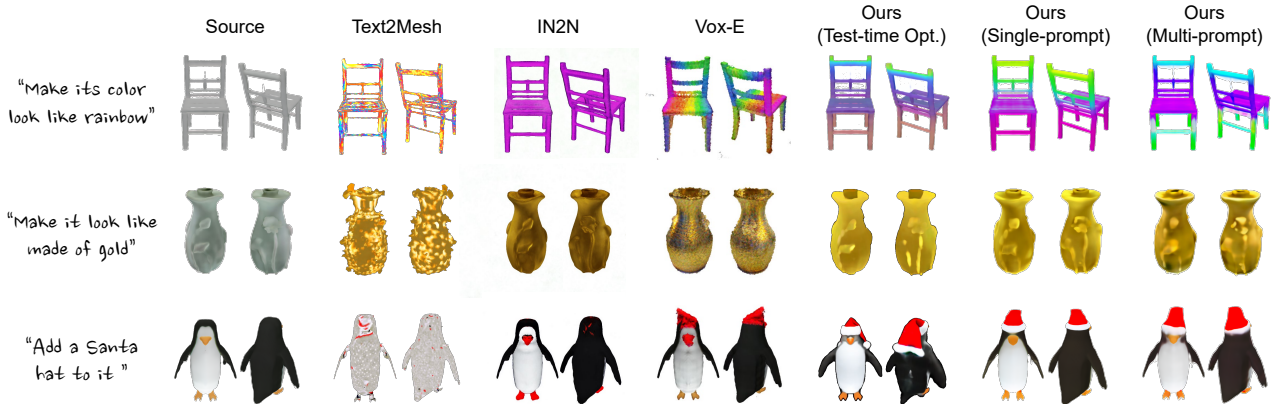 Source Text2Mesh IN2N Vox-E Ours Ours Ours
(Test-time Opt.) (Single-prompt) (Multi-prompt)
"Make its color
look like rainbow"
"Make it look like
made of gold"
"Add a Santa
hat to it "